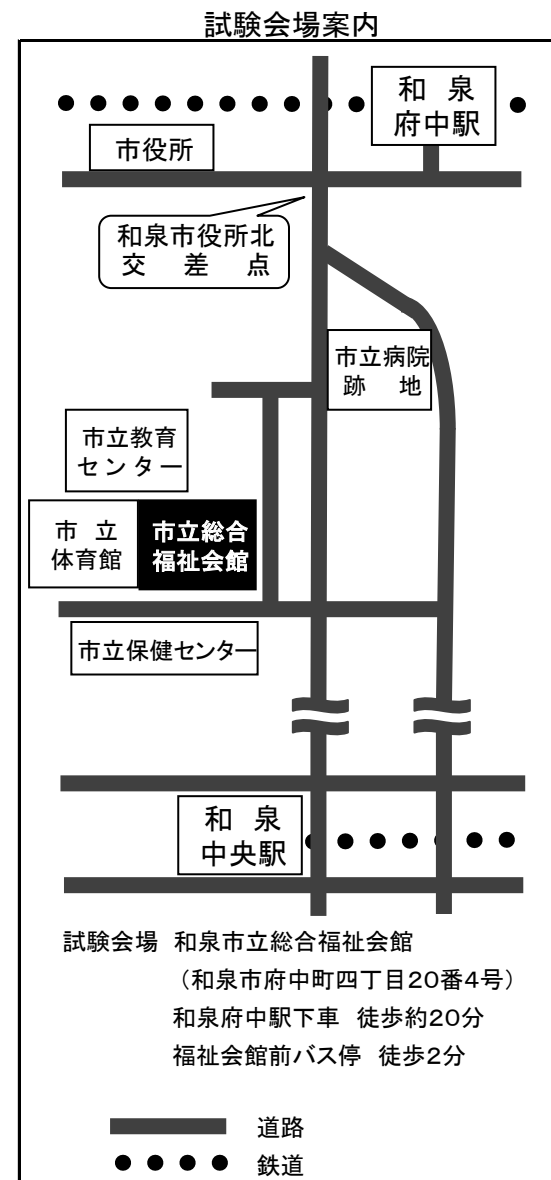 試験会場案内
和 泉
府中駅
市役所
和泉市役所北
交 差 点
市立病院
跡 地
市立教育
センター
市 立
体育館
市立総合
福祉会館
市立保健センター
和 泉
中央駅
試験会場 和泉市立総合福祉会館
(和泉市府中町四丁目20番4号)
和泉府中駅下車 徒歩約20分
福祉会館前バス停 徒歩2分
道路
鉄道